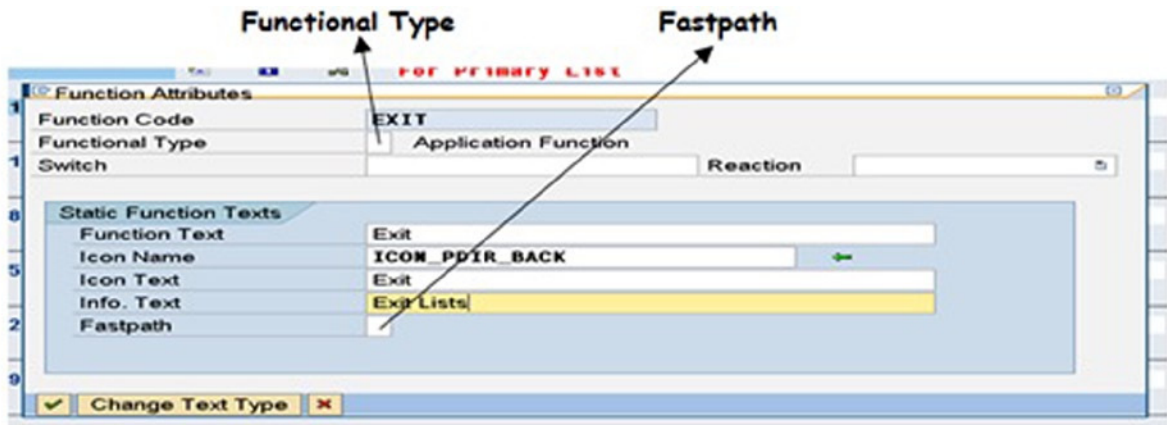 Functional Type Fastpath
For Primary List
Function Attributes
Function Code EXIT
Functional Type Application Function
Switch Reaction
Static Function Texts
Function Text Exit
Icon Name ICON_PDIR_BACK
Icon Text Exit
Info. Text Exit Lists
Fastpath
Change Text Type